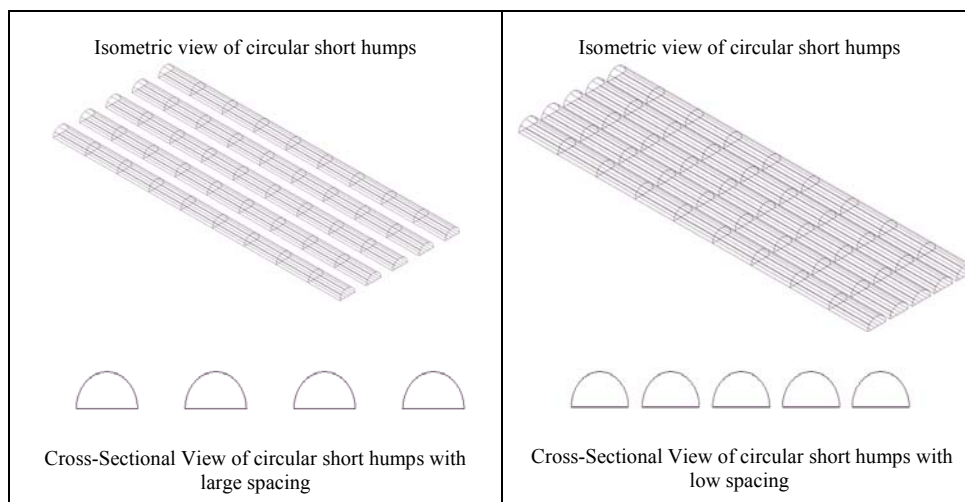 Isometric view of circular short humps
Cross-Sectional View of circular short humps with
large spacing
Isometric view of circular short humps
Cross-Sectional View of circular short humps with
low spacing